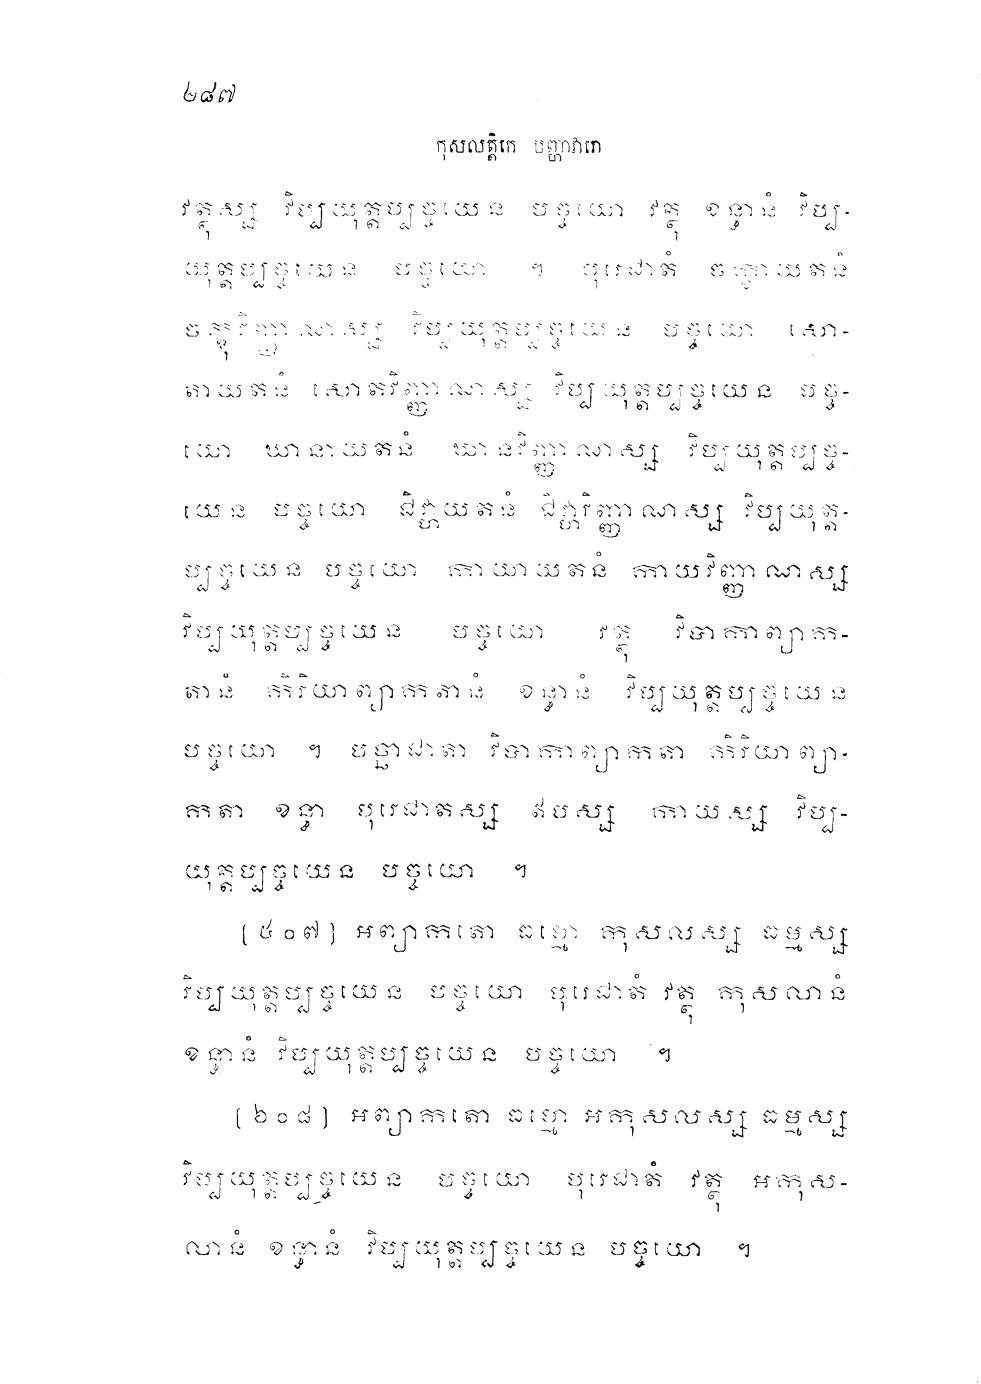 ២៨៧
កុសលត្តិកេ បញ្ហាវារោ
វត្ថុស្ស វិប្បយុត្តប្បច្ចយេន បច្ចយោ វត្ថុ ខន្ធានំ វិប្ប-
យុត្តប្បច្ចយេន បច្ចយោ ។ បុរេជាតំ ចក្ខាយតនំ
ចក្ខុវិញ្ញាណស្ស វិប្បយុត្តប្បច្ចយេន បច្ចយោ សោ-
តាយតនំ សោតវិញ្ញាណស្ស វិប្បយុត្តប្បច្ចយេន បច្ច-
យោ ឃានាយតនំ ឃានវិញ្ញាណស្ស វិប្បយុត្តប្បច្ច-
យេន បច្ចយោ ជិវ្ហាយតនំ ជិវ្ហាវិញ្ញាណស្ស វិប្បយុត្ត-
ប្បច្ចយេន បច្ចយោ កាយាយតនំ កាយវិញ្ញាណស្ស
វិប្បយុត្តប្បច្ចយេន បច្ចយោ វត្ថុ វិបាកាព្យាក-
តានំ កិរិយាព្យាកតានំ ខន្ធានំ វិប្បយុត្តប្បច្ចយេន
បច្ចយោ ។ បច្ឆាជាតា វិបាកាព្យាកតា កិរិយាព្យា-
កតា ខន្ធា បុរេជាតស្ស ឥមស្ស កាយស្ស វិប្ប-
យុត្តប្បច្ចយេន បច្ចយោ ។
[៥០៧] អព្យាកតោ ធម្មោ កុសលស្ស ធម្មស្ស
វិប្បយុត្តប្បច្ចយេន បច្ចយោ បុរេជាតំ វត្ថុ កុសលានំ
ខន្ធានំ វិប្បយុត្តប្បច្ចយេន បច្ចយោ ។
[៦០៨] អព្យាកតោ ធម្មោ អកុសលស្ស ធម្មស្ស
វិប្បយុត្តប្បច្ចយេន បច្ចយោ បុរេជាតំ វត្ថុ អកុស-
លានំ ខន្ធានំ វិប្បយុត្តប្បច្ចយេន បច្ចយោ ។